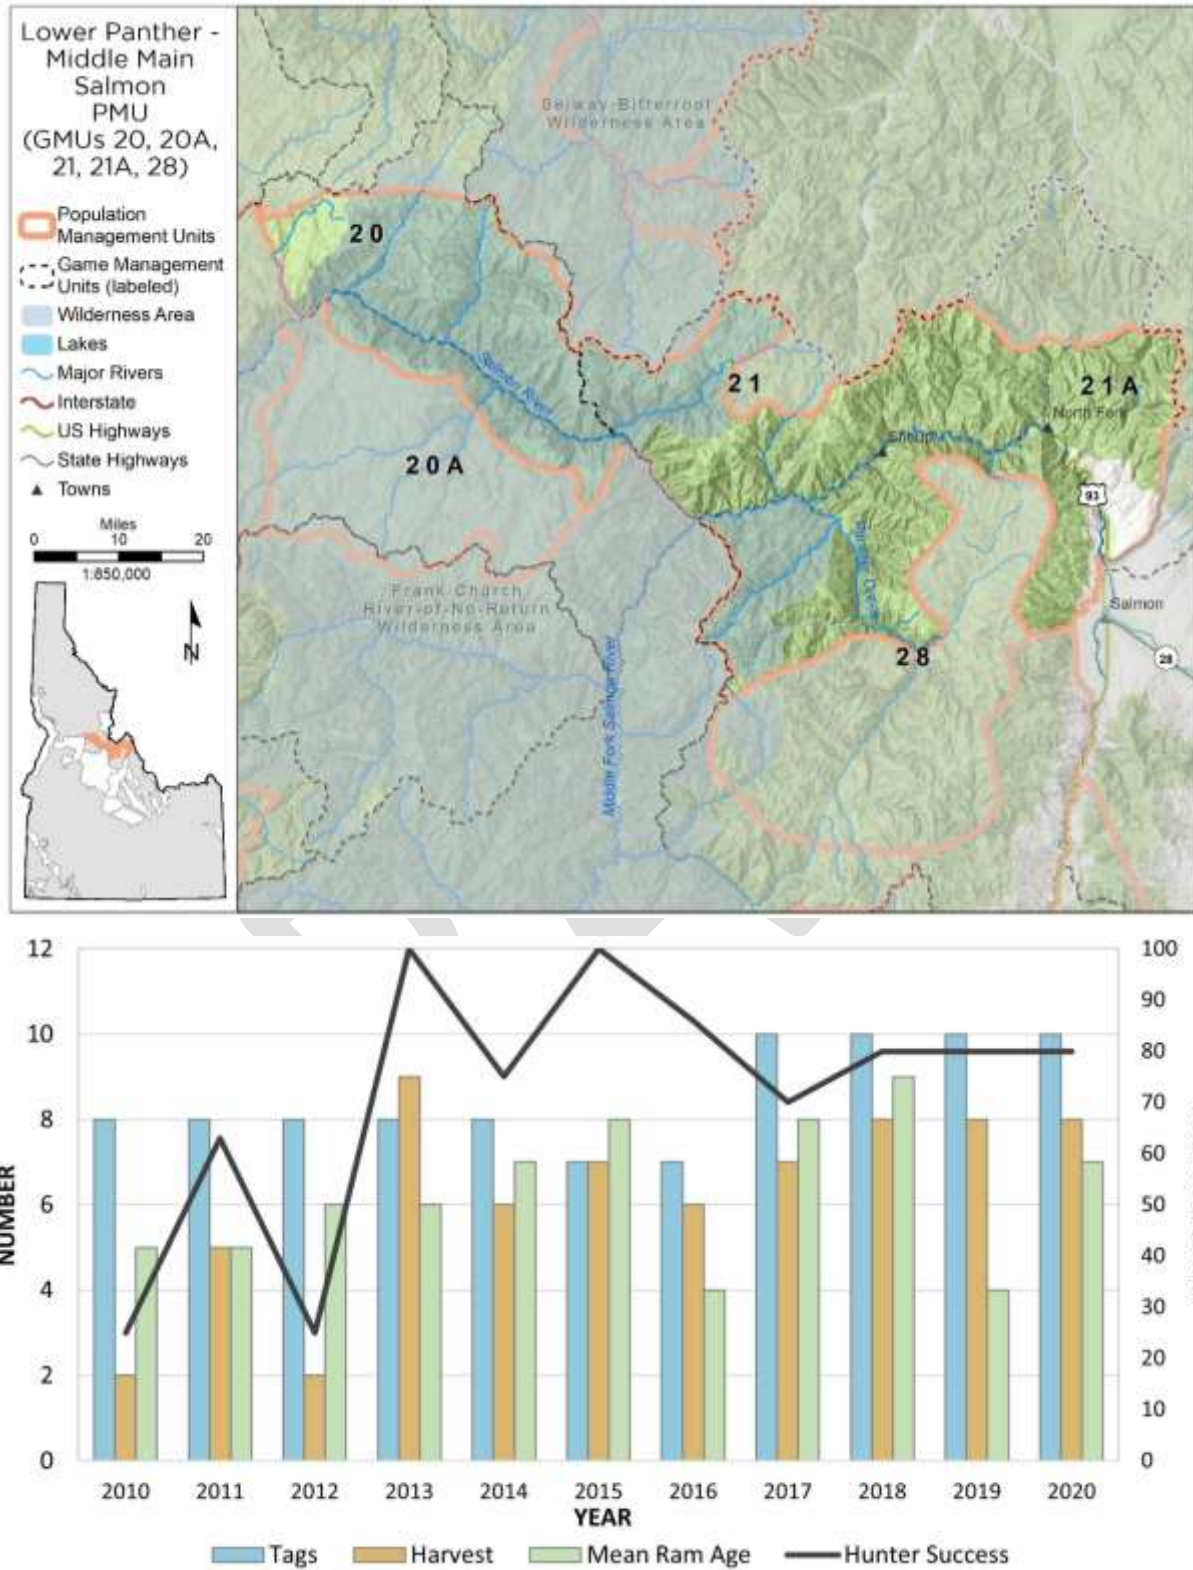 Lower Panther -
Middle Main
Salmon
PMU
(GMUs 20, 20A,
21, 21A, 28)
Population
Management Units
Game Management
Units (labeled)
Wilderness Area
Lakes
Major Rivers
Interstate
US Highways
State Highways
Towns
Miles
0 10 20
1:650,000
N
Selway-Bitterroot
Wilderness Area
20
Salmon River
21
21A
North Fork
Shoup
20A
93
Frank Church
River-of-No-Return
Wilderness Area
Salmon
28
28
Middle Fork Salmon River
12
10
8
6
4
2
0
NUMBER
100
90
80
70
60
50
40
30
20
10
0
2010 2011 2012 2013 2014 2015 2016 2017 2018 2019 2020
YEAR
Tags Harvest Mean Ram Age Hunter Success